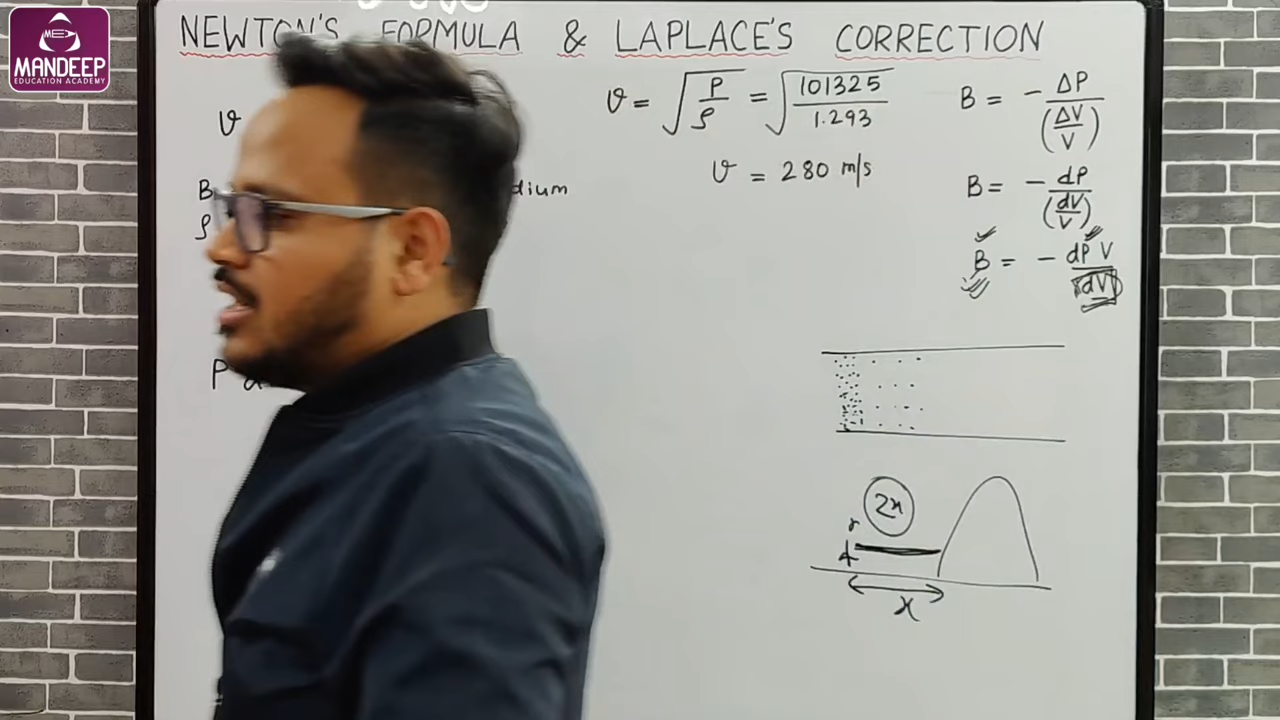 MANDEEP
EDUCATION ACADEMY
NEWTON'S FORMULA & LAPLACE'S CORRECTION
v
v = √(P/ρ) = √(101325/1.293)
v = 280 m/s
B
dium
ρ
P
B = - ΔP/(ΔV/V)
B = - dP/(dV/V)
B = - dP V/dV
2x
x